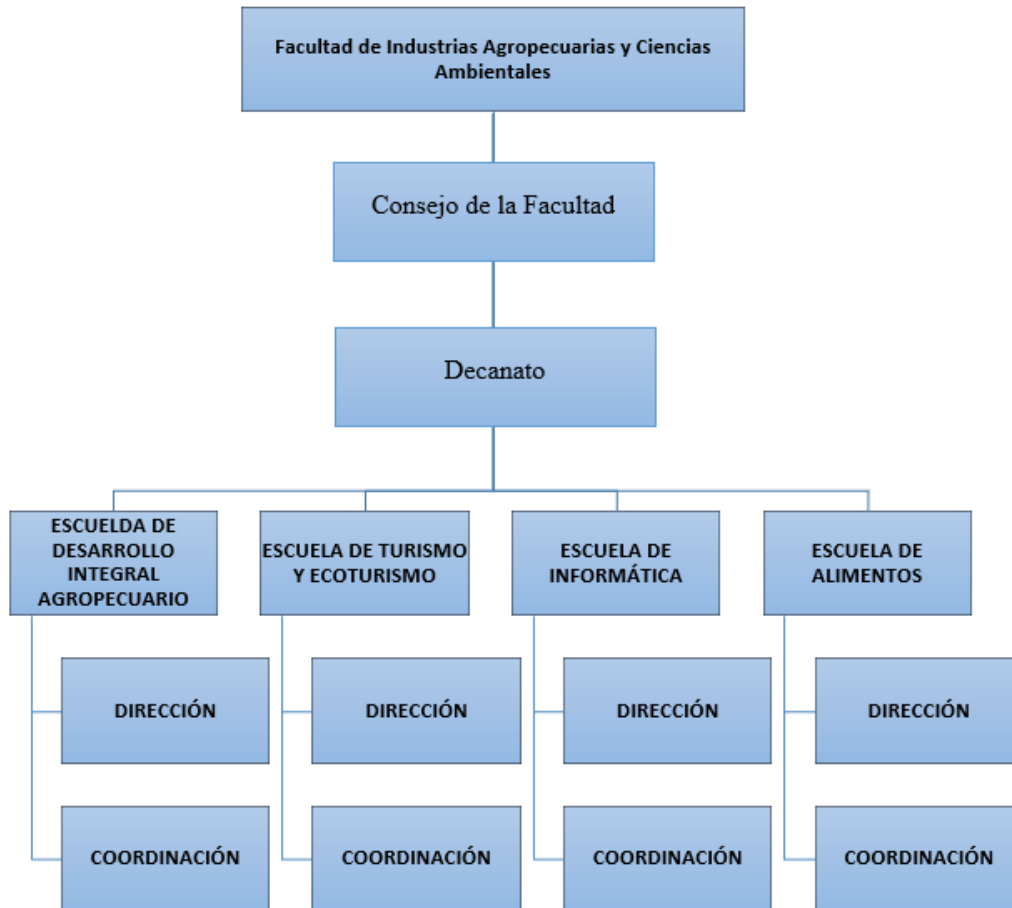 Facultad de Industrias Agropecuarias y Ciencias
Ambientales
Consejo de la Facultad
Decanato
ESCUELDA DE
DESARROLLO
INTEGRAL
AGROPECUARIO
ESCUELA DE TURISMO
Y ECOTURISMO
ESCUELA DE
INFORMÁTICA
ESCUELA DE
ALIMENTOS
DIRECCIÓN
DIRECCIÓN
DIRECCIÓN
DIRECCIÓN
COORDINACIÓN
COORDINACIÓN
COORDINACIÓN
COORDINACIÓN